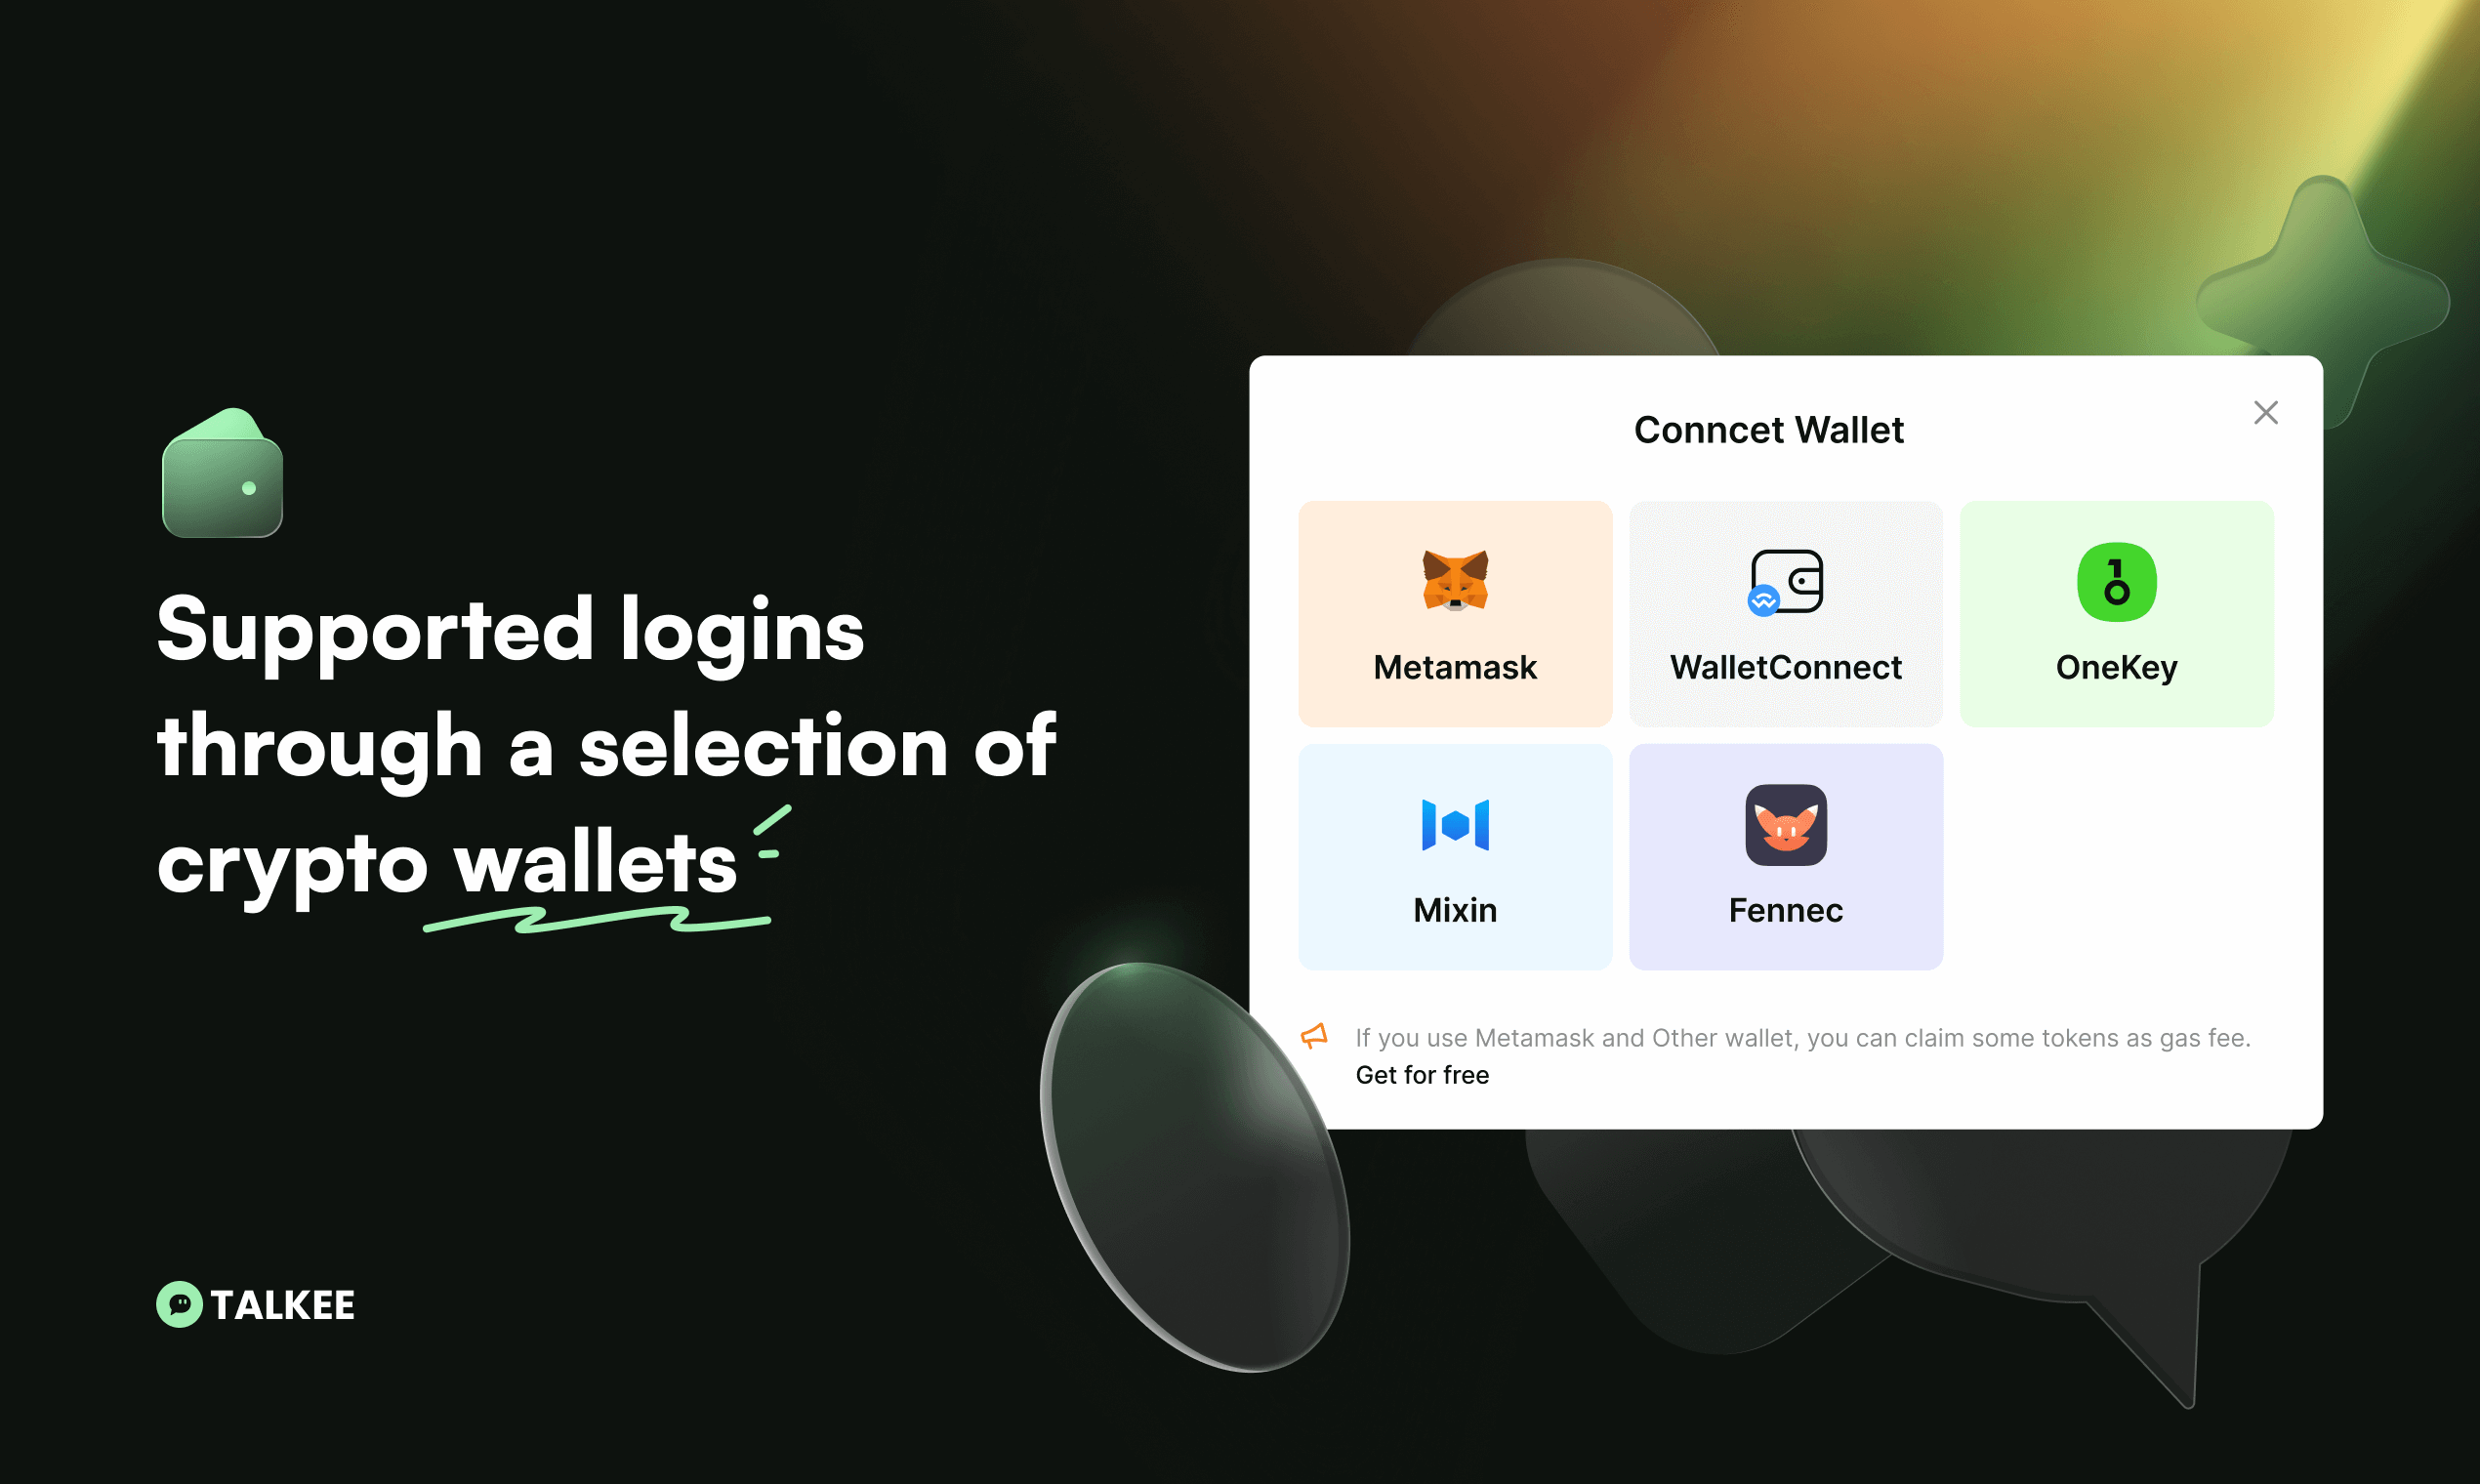 Supported logins
through a selection of
crypto wallets
TALKEE
Conncet Wallet
Metamask
WalletConnect
OneKey
Mixin
Fennec
If you use Metamask and Other wallet, you can claim some tokens as gas fee.
Get for free